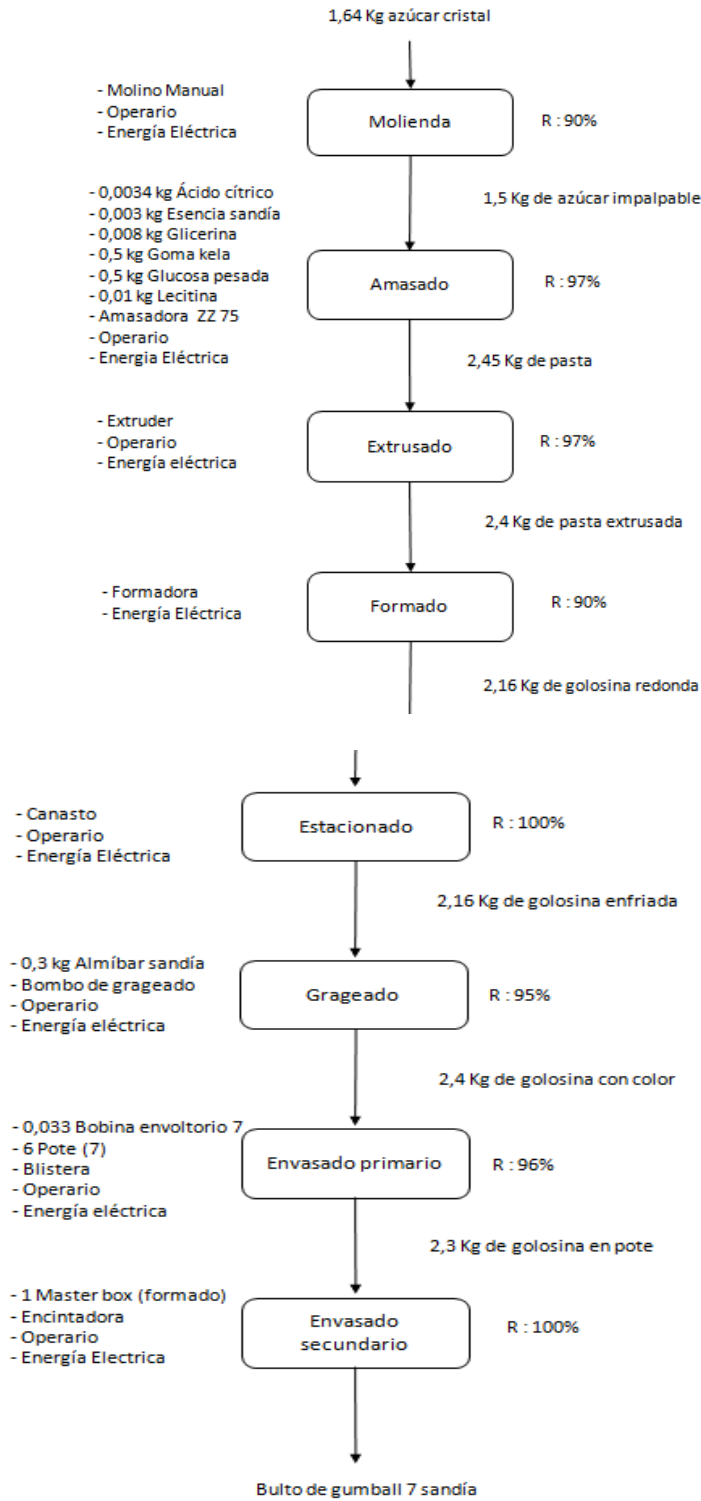 1,64 Kg azúcar cristal
- Molino Manual
- Operario
- Energía Eléctrica
Molienda
R : 90%
1,5 Kg de azúcar impalpable
- 0,0034 kg Ácido cítrico
- 0,003 kg Esencia sandía
- 0,008 kg Glicerina
- 0,5 kg Goma kela
- 0,5 kg Glucosa pesada
- 0,01 kg Lecitina
- Amasadora ZZ 75
- Operario
- Energia Eléctrica
Amasado
R : 97%
2,45 Kg de pasta
- Extruder
- Operario
- Energía eléctrica
Extrusado
R : 97%
2,4 Kg de pasta extrusada
- Formadora
- Energía Eléctrica
Formado
R : 90%
2,16 Kg de golosina redonda
- Canasto
- Operario
- Energía Eléctrica
Estacionado
R : 100%
2,16 Kg de golosina enfriada
- 0,3 kg Almíbar sandía
- Bombo de grageado
- Operario
- Energía eléctrica
Grageado
R : 95%
2,4 Kg de golosina con color
- 0,033 Bobina envoltorio 7
- 6 Pote (7)
- Blistera
- Operario
- Energía eléctrica
Envasado primario
R : 96%
2,3 Kg de golosina en pote
- 1 Master box (formado)
- Encintadora
- Operario
- Energía Electrica
Envasado
secundario
R : 100%
Bulto de gumball 7 sandía